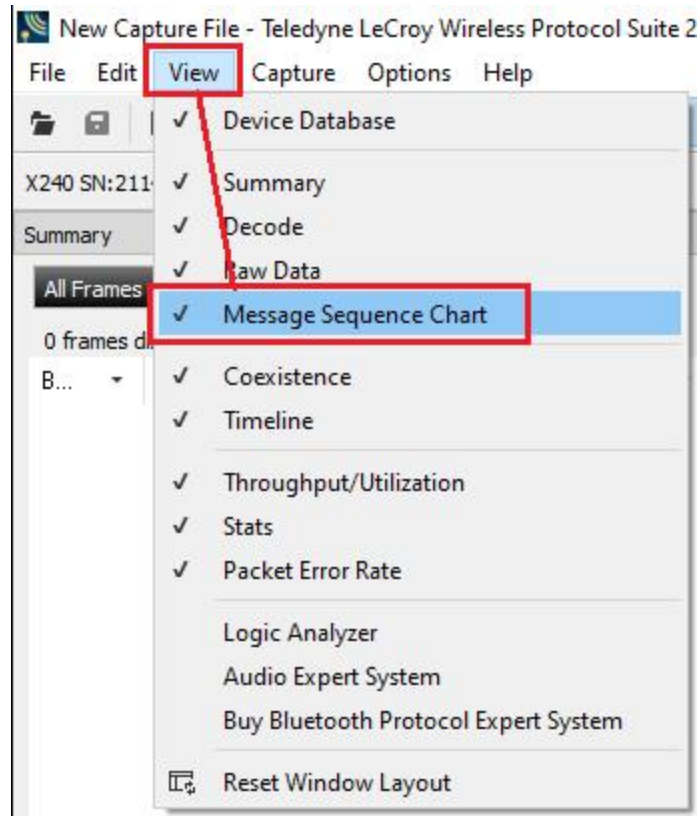 New Capture File - Teledyne LeCroy Wireless Protocol Suite 2
File Edit View Capture Options Help
Device Database
X240 SN:211
Summary
Summary
Decode
Raw Data
All Frames
Message Sequence Chart
0 frames d
B...
Coexistence
Timeline
Throughput/Utilization
Stats
Packet Error Rate
Logic Analyzer
Audio Expert System
Buy Bluetooth Protocol Expert System
Reset Window Layout